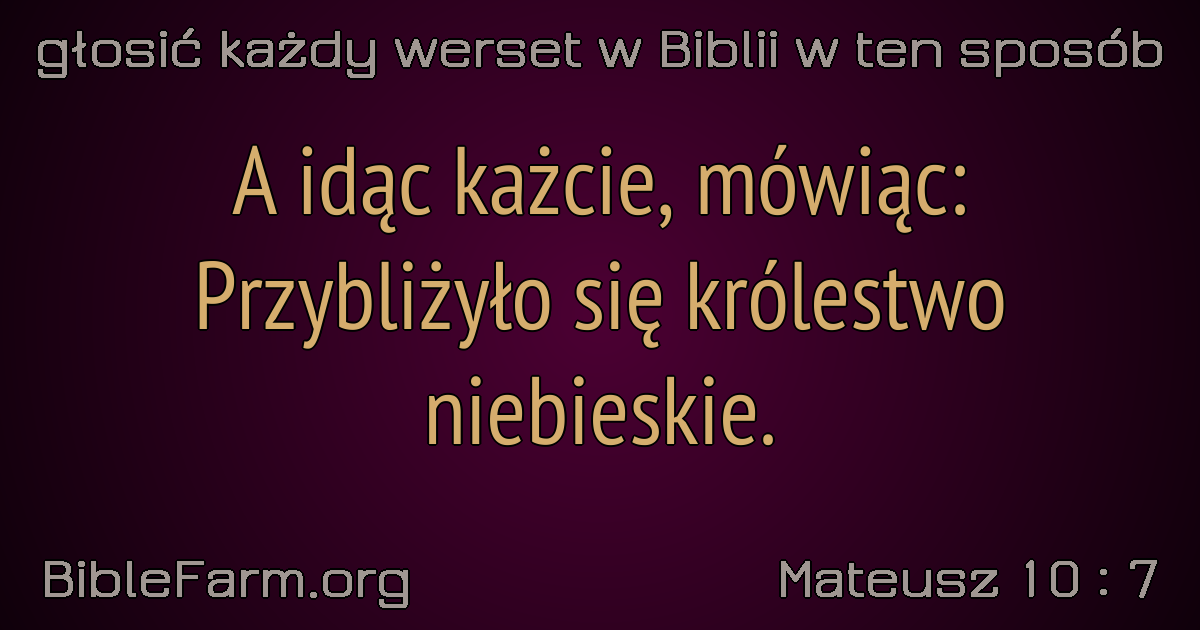 głosić każdy werset w Biblii w ten sposób
A idąc każcie, mówiąc:
Przybliżyło się królestwo
niebieskie.
BibleFarm.org
Mateusz 10 : 7